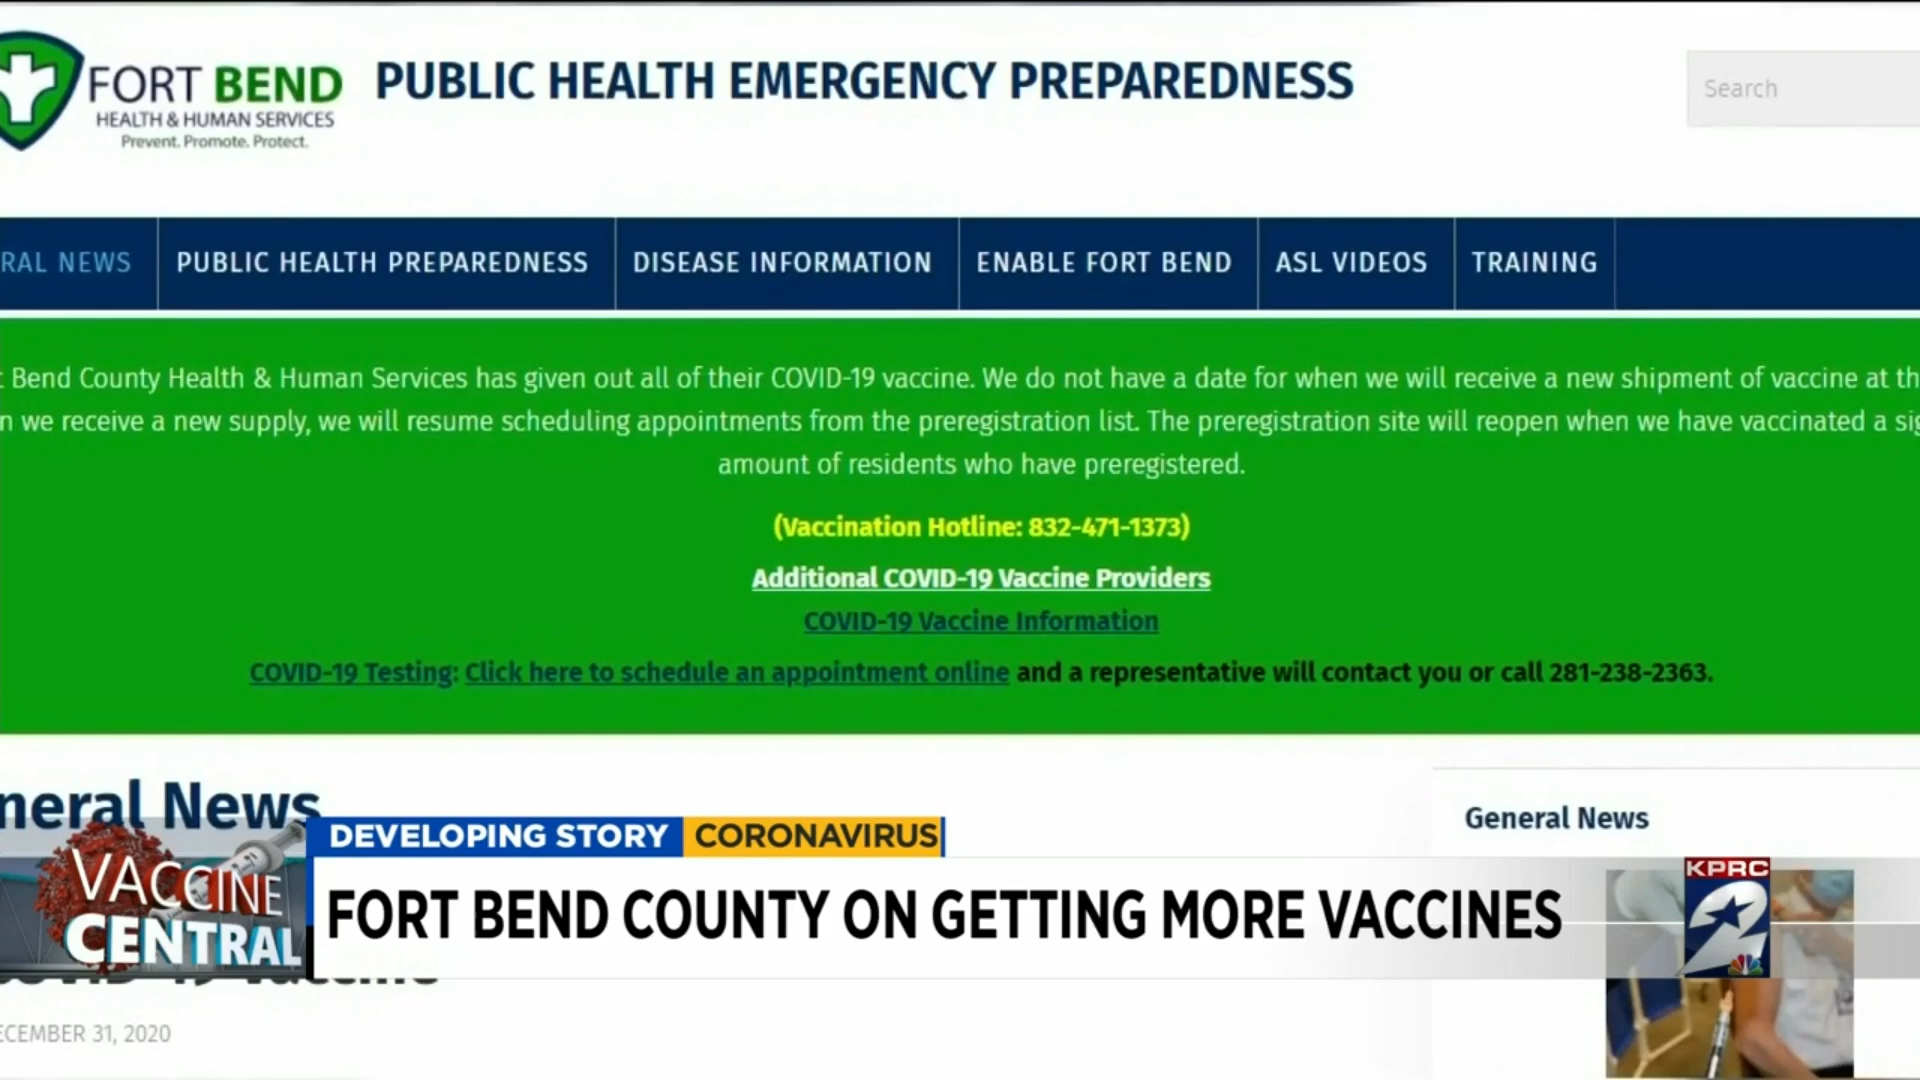 FORT BEND
HEALTH & HUMAN SERVICES
Prevent. Promote. Protect.
PUBLIC HEALTH EMERGENCY PREPAREDNESS
Search
RAL NEWS
PUBLIC HEALTH PREPAREDNESS
DISEASE INFORMATION
ENABLE FORT BEND
ASL VIDEOS
TRAINING
Bend County Health & Human Services has given out all of their COVID-19 vaccine. We do not have a date for when we will receive a new shipment of vaccine at th
n we receive a new supply, we will resume scheduling appointments from the preregistration list. The preregistration site will reopen when we have vaccinated a sig
amount of residents who have preregistered.
(Vaccination Hotline: 832-471-1373)
Additional COVID-19 Vaccine Providers
COVID-19 Vaccine Information
COVID-19 Testing: Click here to schedule an appointment online and a representative will contact you or call 281-238-2363.
neral News
General News
DEVELOPING STORY
CORONAVIRUS
VACCINE
CENTRAL
FORT BEND COUNTY ON GETTING MORE VACCINES
KPRC
2
ECEMBER 31, 2020